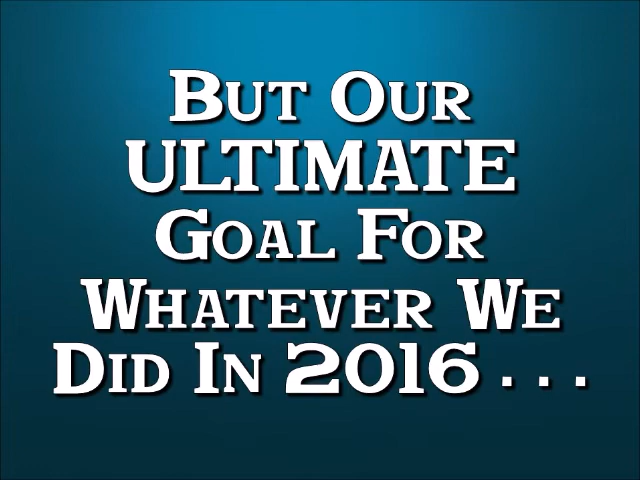 But Our
ULTIMATE
Goal For
Whatever We
Did In 2016 . . .